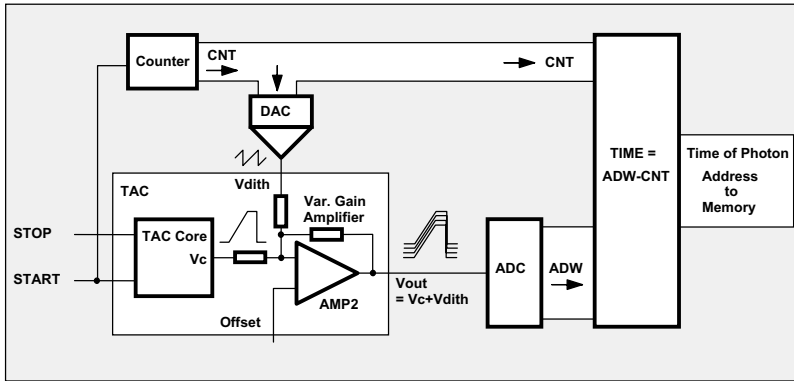 Counter
CNT
CNT
DAC
Vdith
TAC
Var. Gain
Amplifier
STOP
TAC Core
Vc
START
AMP2
Offset
Vout
= Vc+Vdith
ADC
ADW
TIME =
ADW-CNT
Time of Photon
Address
to
Memory